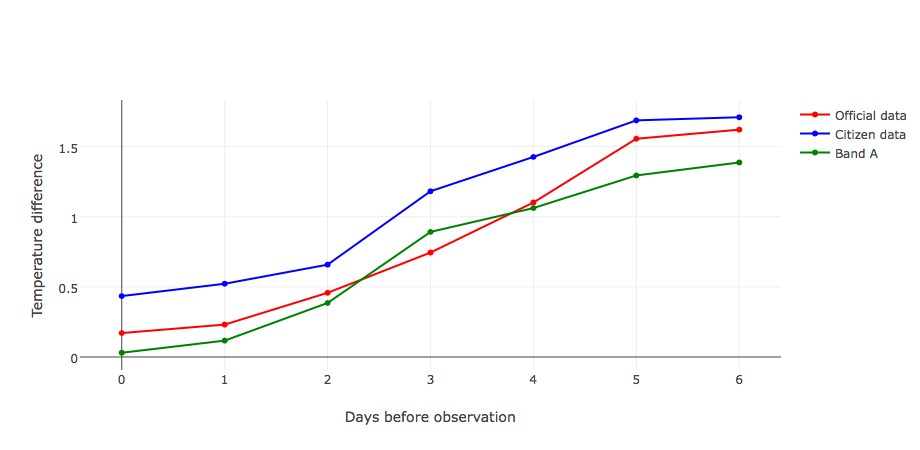 Official data
Citizen data
Band A
Temperature difference
1.5
1
0.5
0
0 1 2 3 4 5 6
Days before observation